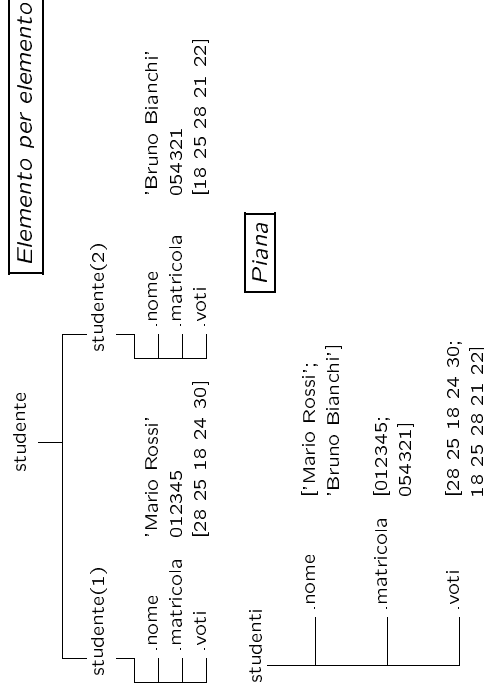 Elemento per elemento
studente
studente(1)
.nome 'Mario Rossi'
.matricola 012345
.voti [28 25 18 24 30]
studente(2)
.nome 'Bruno Bianchi'
.matricola 054321
.voti [18 25 28 21 22]
Piana
studenti
.nome ['Mario Rossi';
'Bruno Bianchi']
.matricola [012345;
054321]
.voti [28 25 18 24 30;
18 25 28 21 22]